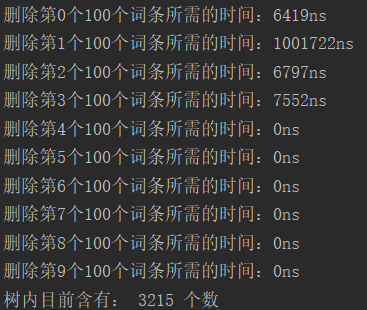 删除第0个100个词条所需的时间：6419ns
删除第1个100个词条所需的时间：1001722ns
删除第2个100个词条所需的时间：6797ns
删除第3个100个词条所需的时间：7552ns
删除第4个100个词条所需的时间：0ns
删除第5个100个词条所需的时间：0ns
删除第6个100个词条所需的时间：0ns
删除第7个100个词条所需的时间：0ns
删除第8个100个词条所需的时间：0ns
删除第9个100个词条所需的时间：0ns
树内目前含有： 3215 个数